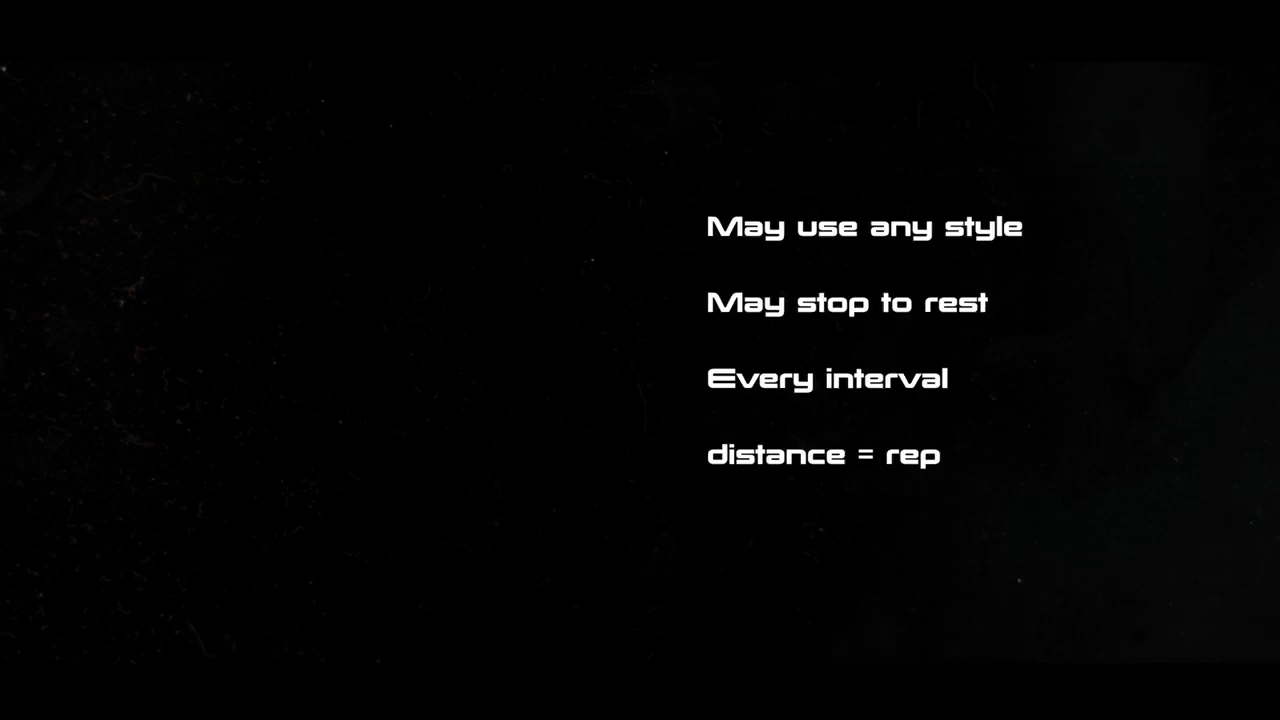 May use any style
May stop to rest
Every interval
distance = rep